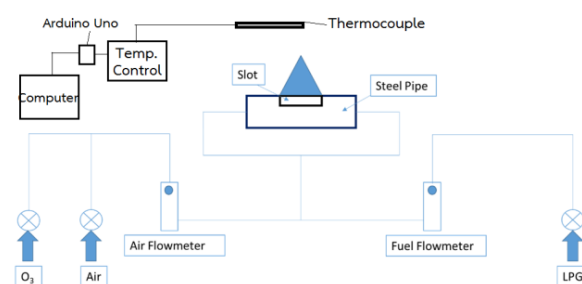 Arduino Uno
Thermocouple
Temp.
Control
Computer
Slot
Steel Pipe
Air Flowmeter
Fuel Flowmeter
O₃
Air
LPG